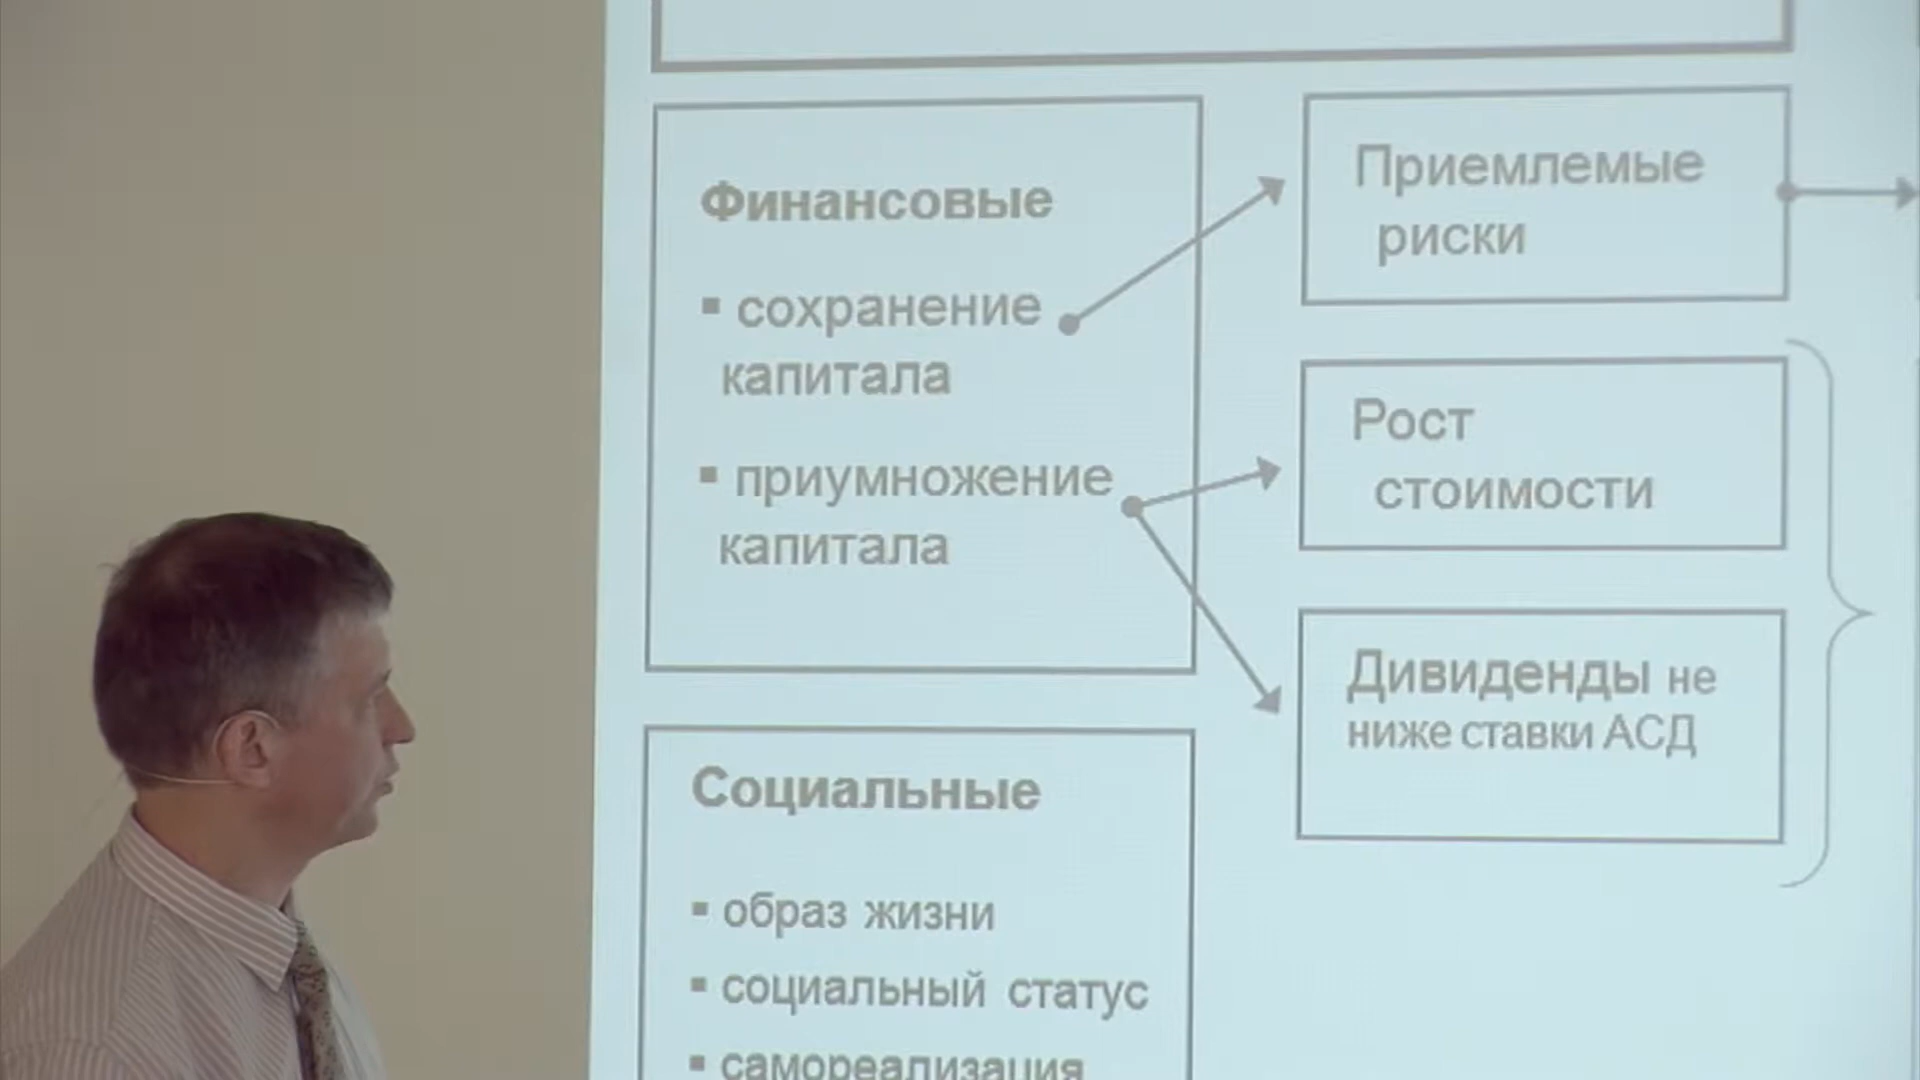 Финансовые
▪ сохранение
капитала
▪ приумножение
капитала
Приемлемые
риски
Рост
стоимости
Дивиденды не
ниже ставки АСД
Социальные
▪ образ жизни
▪ социальный статус
▪ самореализация